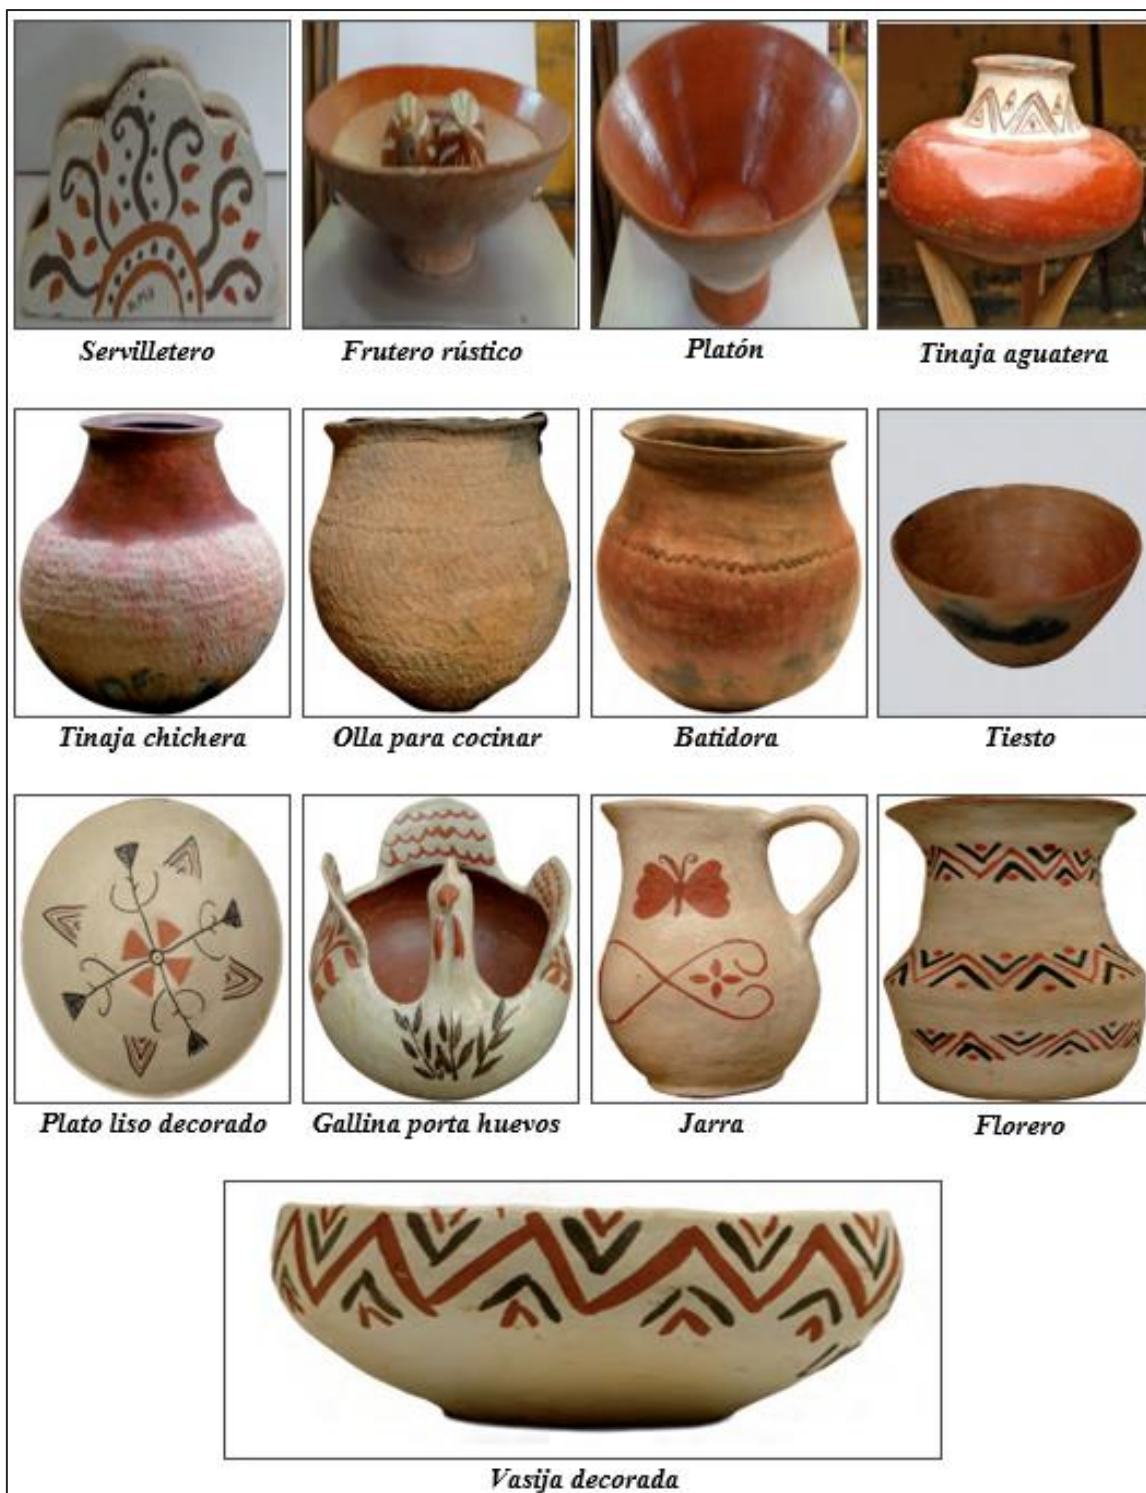 Servilletero
Frutero rústico
Platón
Tinaja aguatera
Tinaja chichera
Olla para cocinar
Batidora
Tiesto
Plato liso decorado
Gallina porta huevos
Jarra
Florero
Vasija decorada